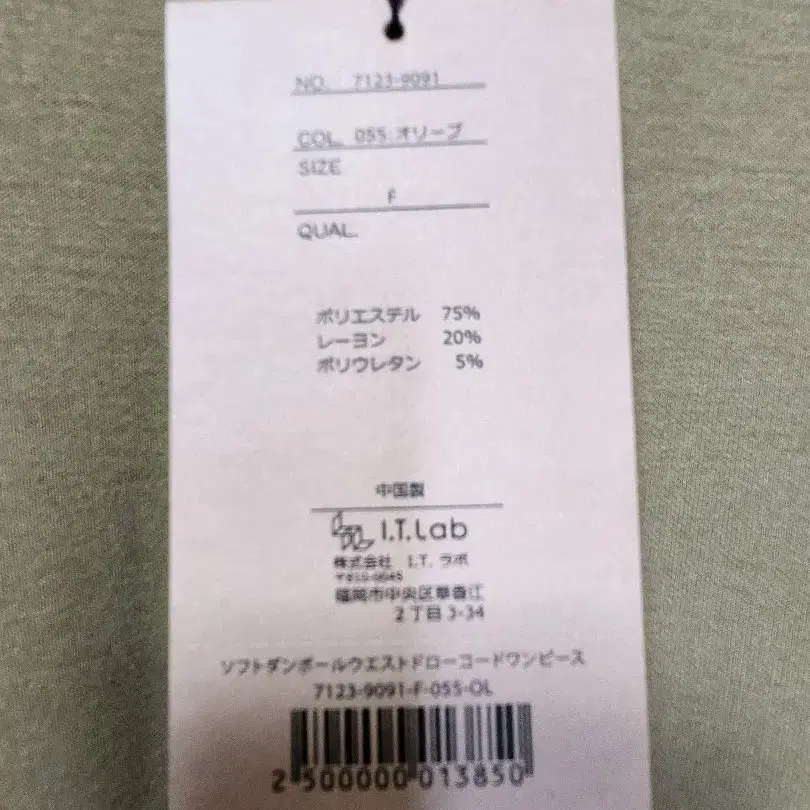 NO. 7123-9091
COL. 055 オリーブ
SIZE
F
QUAL.
ポリエステル 75%
レーヨン 20%
ポリウレタン 5%
中国製
I.T.Lab
株式会社 I.T. ラボ
〒810-0045
福岡市中央区草香江
2丁目3-34
ソフトダンボールウエストドローコードワンピース
7123-9091-F-055-OL
2 500000 013850